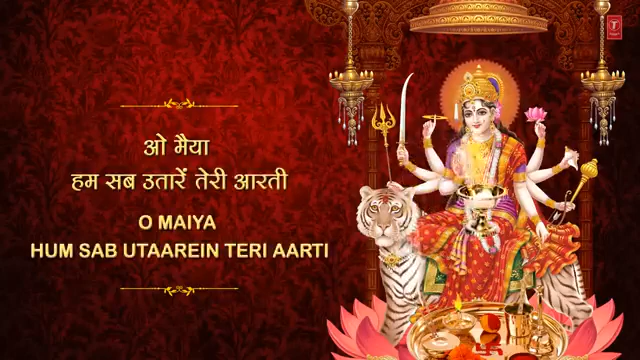 ओ मैया
हम सब उतारें तेरी आरती
O MAIYA
HUM SAB UTAAREIN TERI AARTI